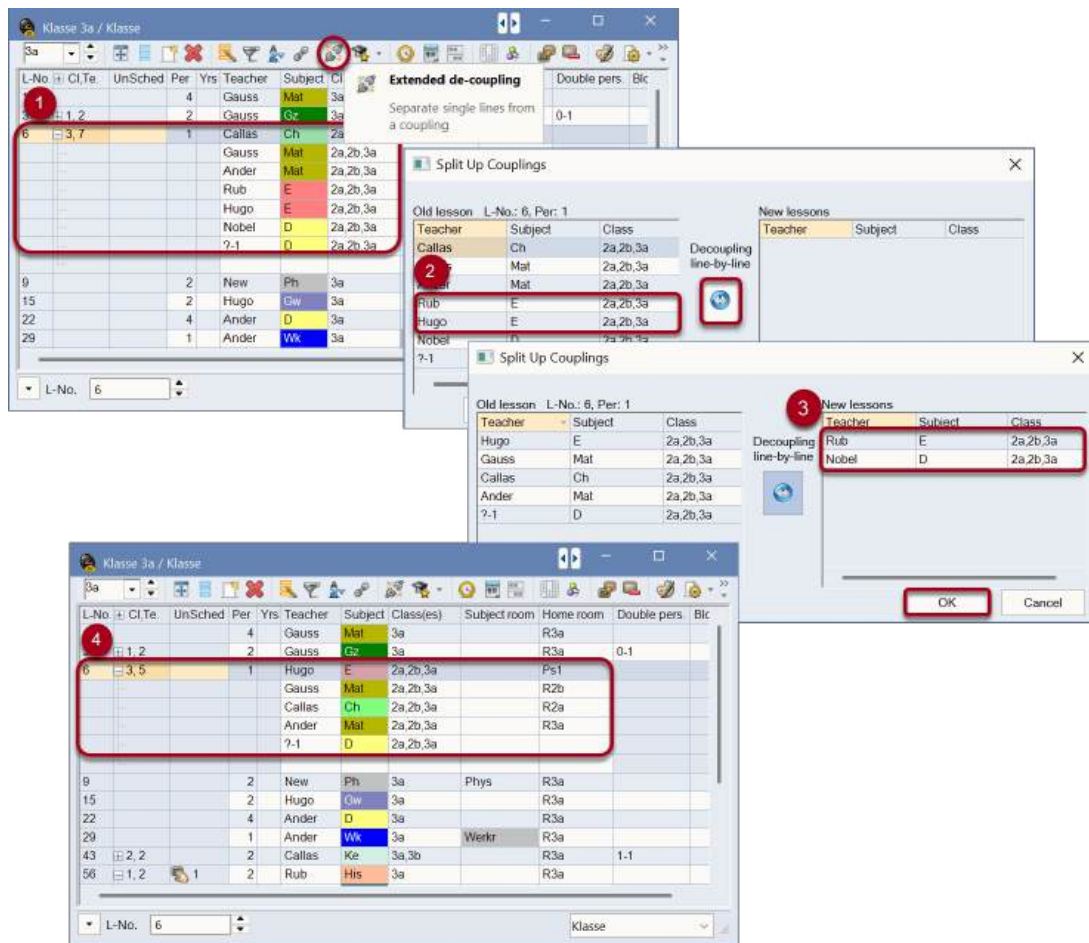 Klasse 3a / Klasse
3a
L-No. Cl,Te. UnSched Per Yrs Teacher Subject Cl Double pers. Blc
4 Gauss Mat 3a
1, 2 2 Gauss Gz 3a 0-1
6 3, 7 1 Callas Ch 2a
Gauss Mat 2a,2b,3a
Ander Mat 2a,2b,3a
Rub E 2a,2b,3a
Hugo E 2a,2b,3a
Nobel D 2a,2b,3a
?-1 D 2a,2b,3a
9 2 New Ph 3a
15 2 Hugo Gw 3a
22 4 Ander D 3a
29 1 Ander Wk 3a
L-No. 6
1
Extended de-coupling
Separate single lines from
a coupling
Split Up Couplings
Old lesson L-No.: 6, Per: 1
New lessons
Teacher Subject Class
Teacher Subject Class
Callas Ch 2a,2b,3a
Mat 2a,2b,3a
Mat 2a,2b,3a
Rub E 2a,2b,3a
Hugo E 2a,2b,3a
Nobel D 2a,2b,3a
?-1
Decoupling
line-by-line
2
Split Up Couplings
Old lesson L-No.: 6, Per: 1
New lessons
Teacher Subject Class
Teacher Subject Class
Hugo E 2a,2b,3a
Gauss Mat 2a,2b,3a
Callas Ch 2a,2b,3a
Ander Mat 2a,2b,3a
?-1 D 2a,2b,3a
Decoupling
line-by-line
3
Rub E 2a,2b,3a
Nobel D 2a,2b,3a
OK
Cancel
Klasse 3a / Klasse
3a
L-No. Cl,Te. UnSched Per Yrs Teacher Subject Class(es) Subject room Home room Double pers. Blc
4 Gauss Mat 3a R3a
1, 2 2 Gauss Gz 3a R3a 0-1
6 3, 5 1 Hugo E 2a,2b,3a Ps1
Gauss Mat 2a,2b,3a R2b
Callas Ch 2a,2b,3a R2a
Ander Mat 2a,2b,3a R3a
?-1 D 2a,2b,3a
9 2 New Ph 3a Phys R3a
15 2 Hugo Gw 3a R3a
22 4 Ander D 3a R3a
29 1 Ander Wk 3a Werkr R3a
43 2, 2 2 Callas Ke 3a,3b R3a 1-1
56 1, 2 1 2 Rub His 3a R3a
4
L-No. 6
Klasse